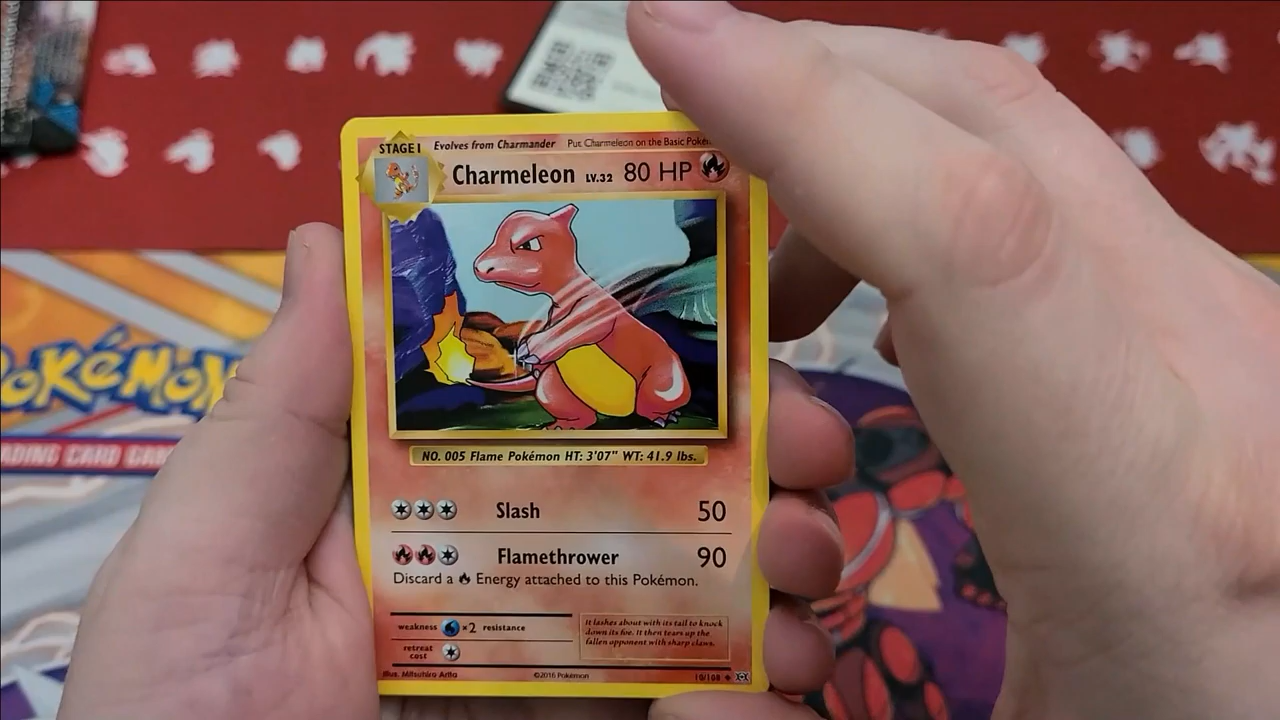 STAGE 1 Evolves from Charmander Put Charmeleon on the Basic
Charmeleon LV.32 80 HP
POKÉMON
TRADING CARD
NO. 005 Flame Pokémon HT: 3'07" WT: 41.9 lbs.
Slash 50
Flamethrower 90
Discard a Energy attached to this Pokémon.
weakness ×2 resistance
retreat
cost
It lashes about with its tail to knock
down its foe. It then tears up the
fallen opponent with sharp claws.
Illus. Mitsuhiro Arita ©2016 Pokémon 10/108